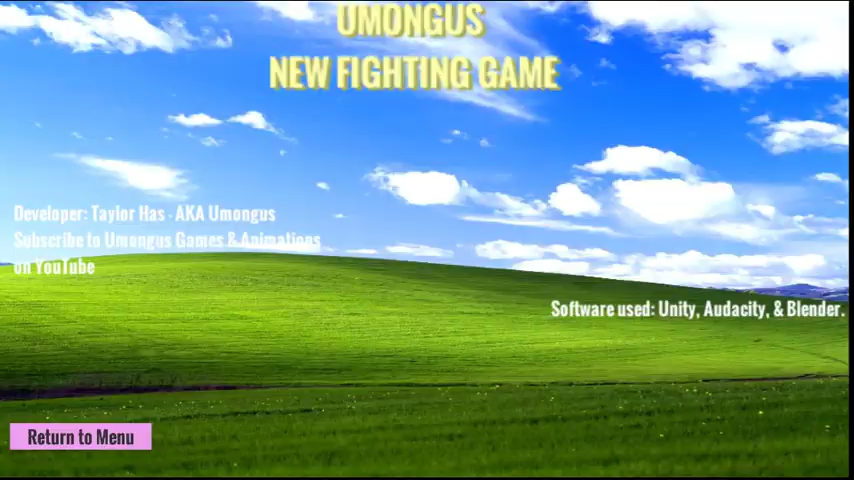 UMONGUS
NEW FIGHTING GAME
Developer: Taylor Has - AKA Umongus
Subscribe to Umongus Games & Animations
on YouTube
Software used: Unity, Audacity, & Blender.
Return to Menu